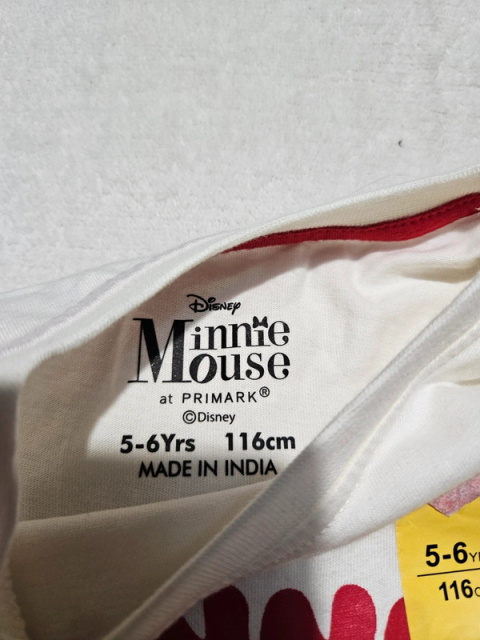 Disney
Minnie
Mouse
at PRIMARK®
©Disney
5-6Yrs 116cm
MADE IN INDIA
5-6
116